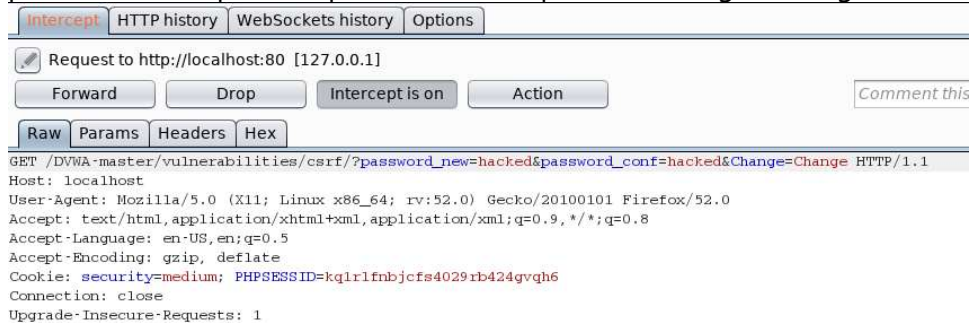 Intercept HTTP history WebSockets history Options
Request to http://localhost:80 [127.0.0.1]
Forward Drop Intercept is on Action Comment this
Raw Params Headers Hex
GET /DVWA-master/vulnerabilities/csrf/?password_new=hacked&password_conf=hacked&Change=Change HTTP/1.1
Host: localhost
User-Agent: Mozilla/5.0 (X11; Linux x86_64; rv:52.0) Gecko/20100101 Firefox/52.0
Accept: text/html,application/xhtml+xml,application/xml;q=0.9,*/*;q=0.8
Accept-Language: en-US,en;q=0.5
Accept-Encoding: gzip, deflate
Cookie: security=medium; PHPSESSID=kq1rlfnbjcfs4029rb424gvqh6
Connection: close
Upgrade-Insecure-Requests: 1